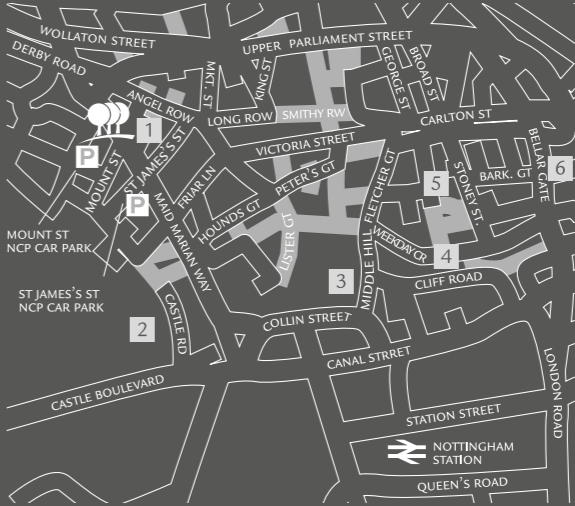 WOLLATON STREET
UPPER PARLIAMENT STREET
DERBY ROAD
MKT. ST
KING ST
GEORGE ST
BROAD ST
ANGEL ROW
LONG ROW
SMITHY RW
CARLTON ST
1
VICTORIA STREET
BELLAR GATE
P
MOUNT ST
ST JAMES'S ST
FRIAR LN
PETER'S GT
FLETCHER GT
5
STONEY ST.
BARK. GT
6
P
MAID MARIAN WAY
HOUNDS GT
LISTER GT
MOUNT ST
NCP CAR PARK
WEEKDAY CR
4
3
MIDDLE HILL
CLIFF ROAD
ST JAMES'S ST
NCP CAR PARK
2
CASTLE RD
COLLIN STREET
CANAL STRRET
LONDON ROAD
CASTLE BOULEVARD
STATION STREET
NOTTINGHAM
STATION
QUEEN'S ROAD